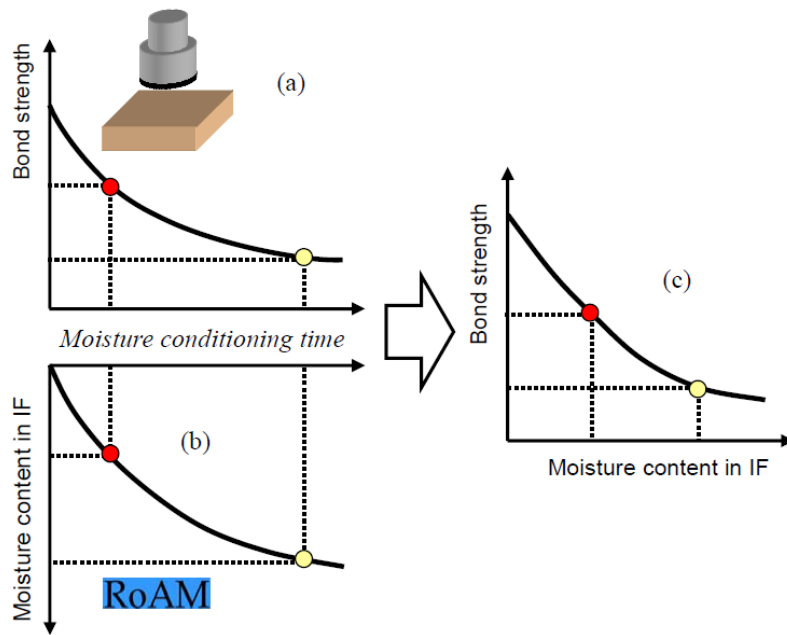 Bond strength
(a)
Moisture conditioning time
Moisture content in IF
(b)
RoAM
Bond strength
(c)
Moisture content in IF